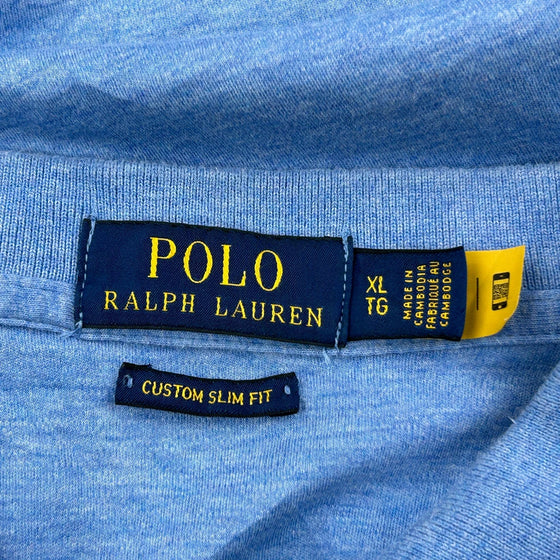 POLO
RALPH LAUREN
XL
TG
MADE IN
CAMBODIA
FABRIQUÉ AU
CAMBODGE
CUSTOM SLIM FIT